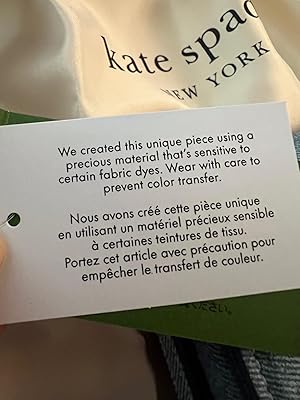 kate spa
NEW YORK
We created this unique piece using a
precious material that's sensitive to
certain fabric dyes. Wear with care to
prevent color transfer.
Nous avons créé cette pièce unique
en utilisant un matériel précieux sensible
à certaines teintures de tissu.
Portez cet article avec précaution pour
empêcher le transfert de couleur.